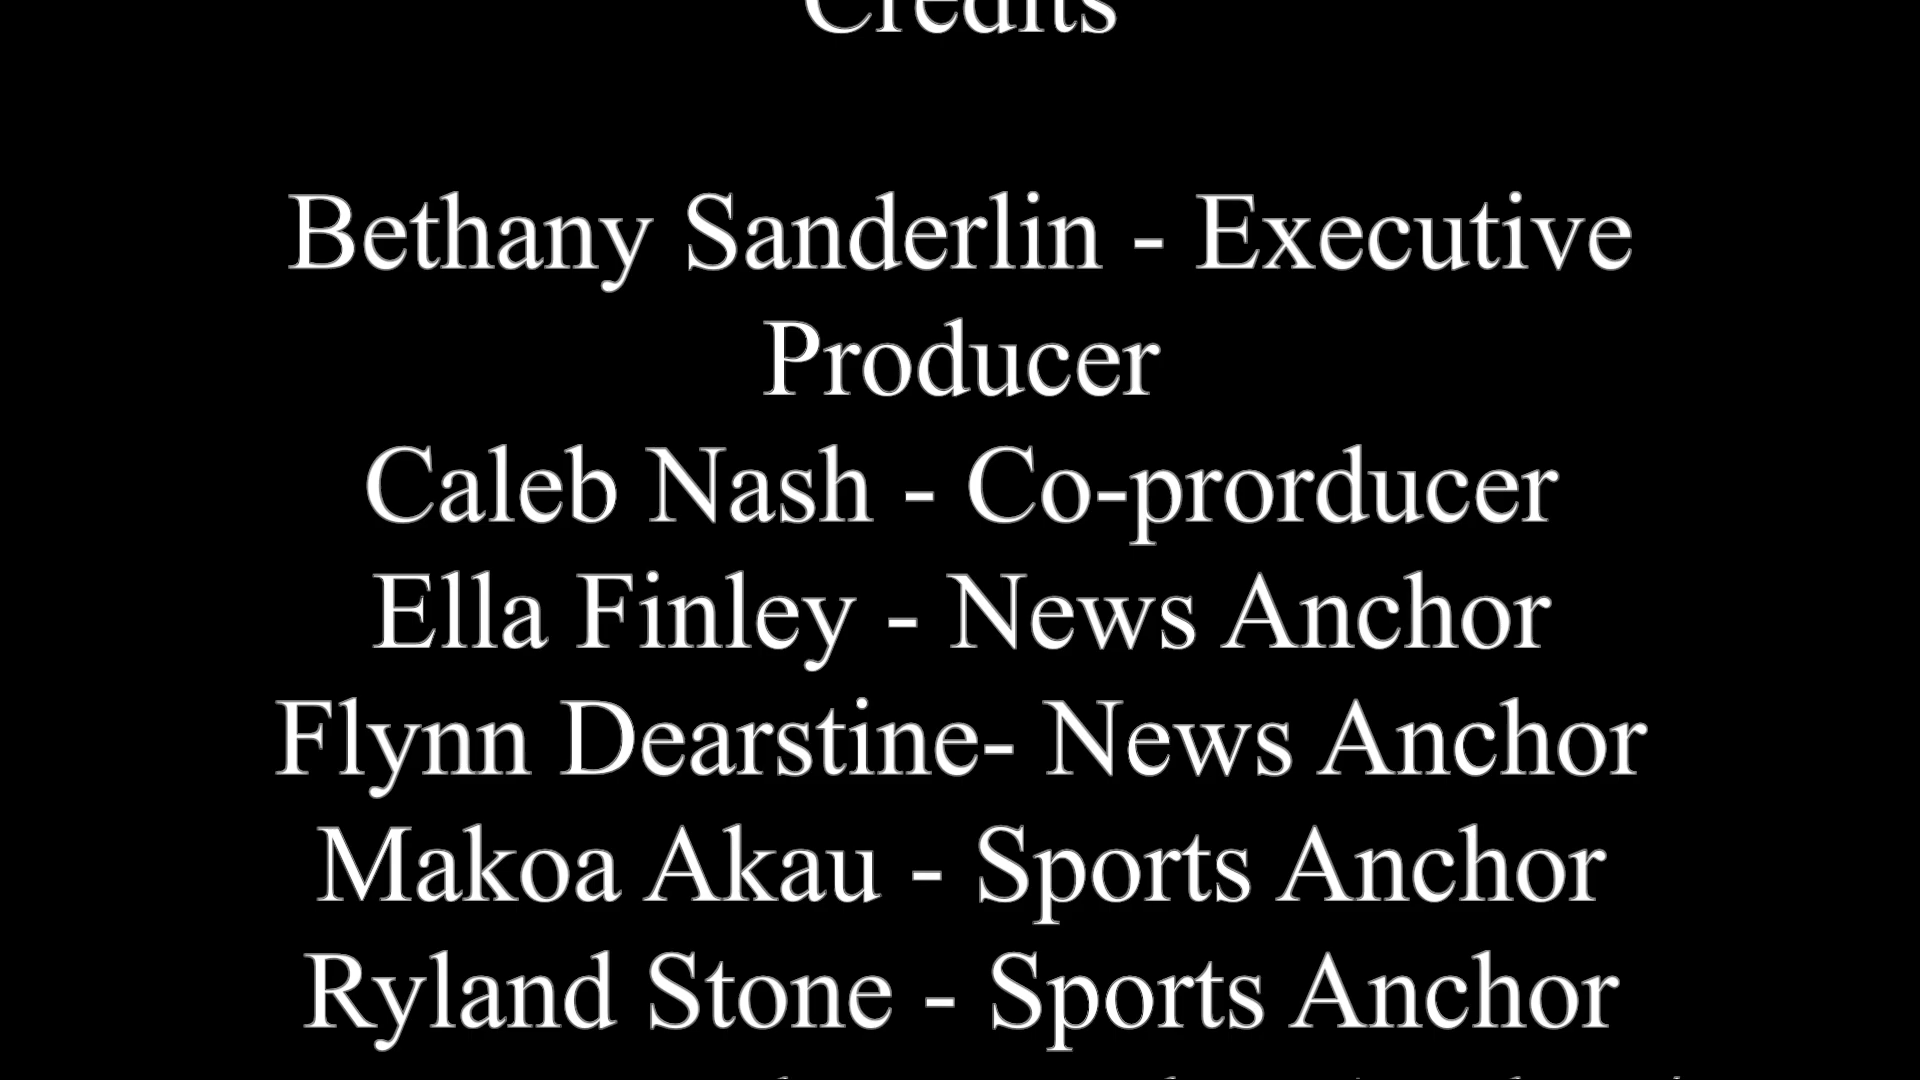 Credits
Bethany Sanderlin - Executive
Producer
Caleb Nash - Co-prorducer
Ella Finley - News Anchor
Flynn Dearstine- News Anchor
Makoa Akau - Sports Anchor
Ryland Stone - Sports Anchor